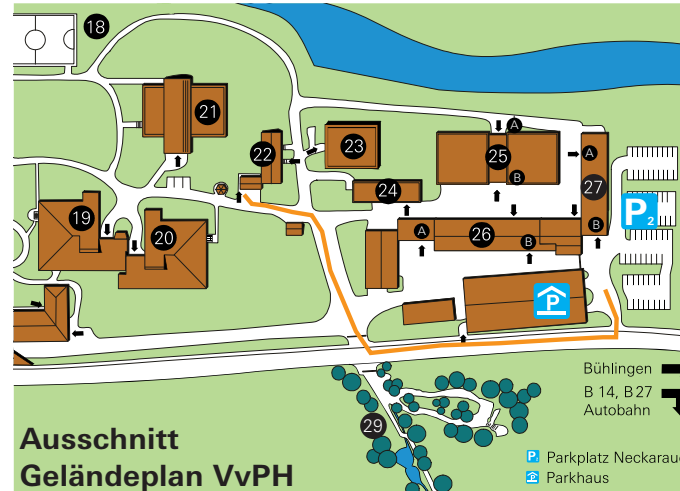 18
21
22
23
25
A
B
A
27
B
24
19
20
A
26
B
P2
P
29
Bühlingen
B 14, B 27
Autobahn
Ausschnitt
Geländeplan VvPH
P2 Parkplatz Neckaraue
P Parkhaus